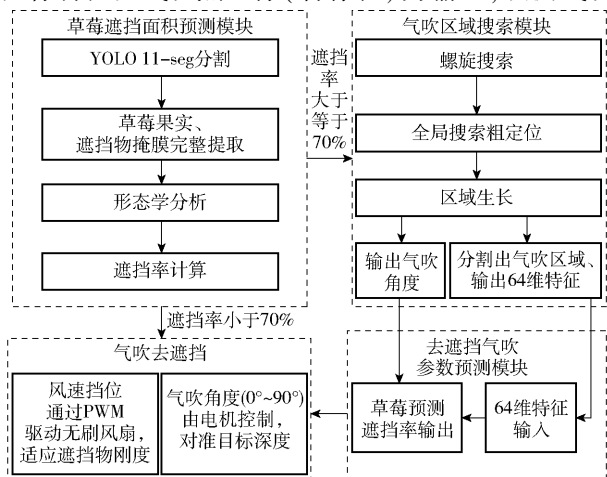 草莓遮挡面积预测模块
YOLO 11-seg分割
草莓果实、
遮挡物掩膜完整提取
形态学分析
遮挡率计算
遮挡
率
大于
等于
70%
气吹区域搜索模块
螺旋搜索
全局搜索粗定位
区域生长
输出气吹
角度
分割出气吹区域、
输出64维特征
遮挡率小于70%
气吹去遮挡
风速挡位
通过PWM
驱动无刷风扇，
适应遮挡物刚度
气吹角度(0°~90°)
由电机控制，
对准目标深度
去遮挡气吹
参数预测模块
草莓预测
遮挡率输出
64维特征
输入